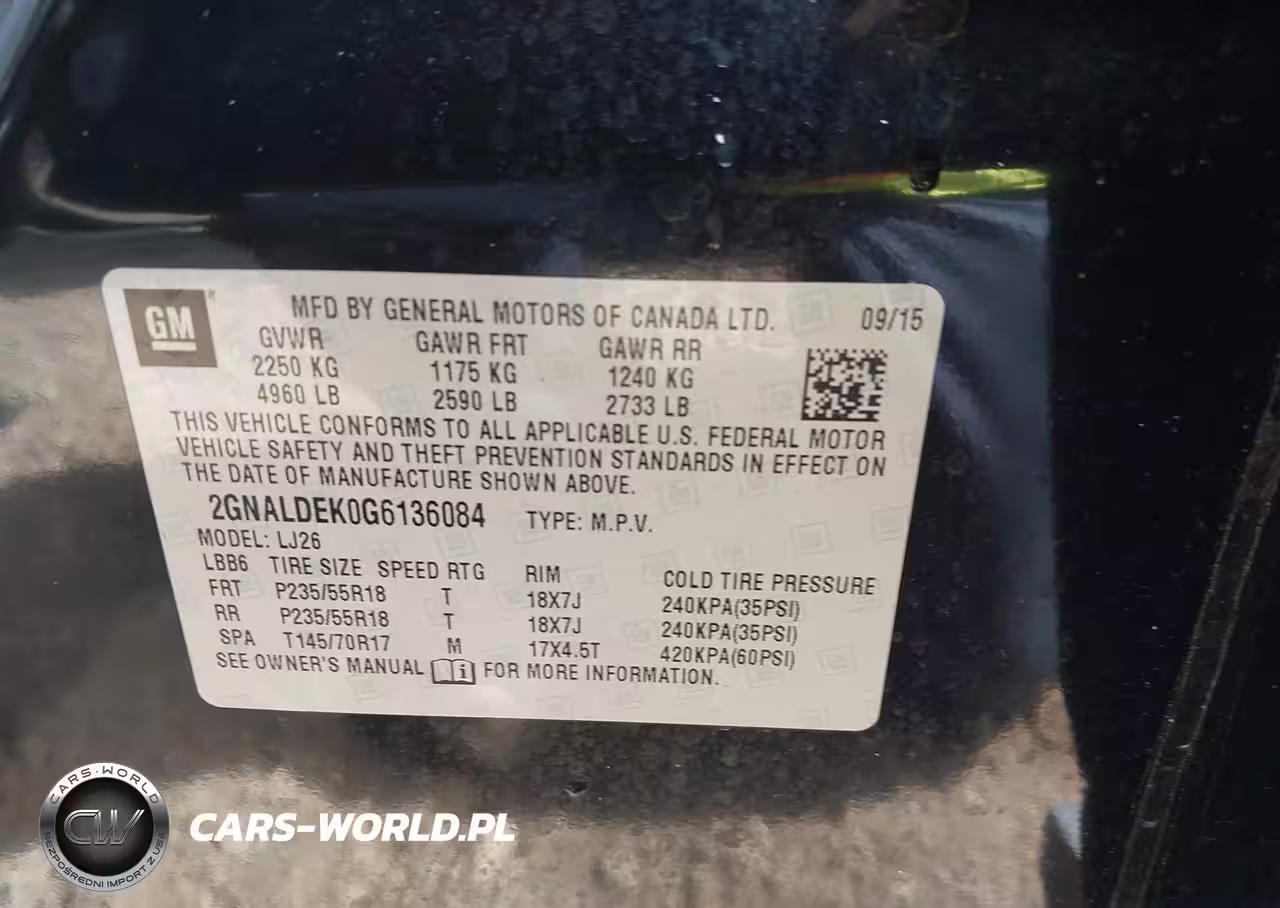 GM
MFD BY GENERAL MOTORS OF CANADA LTD. 09/15
GVWR GAWR FRT GAWR RR
2250 KG 1175 KG 1240 KG
4960 LB 2590 LB 2733 LB
THIS VEHICLE CONFORMS TO ALL APPLICABLE U.S. FEDERAL MOTOR
VEHICLE SAFETY AND THEFT PREVENTION STANDARDS IN EFFECT ON
THE DATE OF MANUFACTURE SHOWN ABOVE.
2GNALDEK0G6136084 TYPE: M.P.V.
MODEL: LJ26
LBB6 TIRE SIZE SPEED RTG RIM COLD TIRE PRESSURE
FRT P235/55R18 T 18X7J 240KPA(35PSI)
RR P235/55R18 T 18X7J 240KPA(35PSI)
SPA T145/70R17 M 17X4.5T 420KPA(60PSI)
SEE OWNER'S MANUAL i FOR MORE INFORMATION.
CARS-WORLD
CW
BEZPOŚREDNI IMPORT Z USA
CARS-WORLD.PL